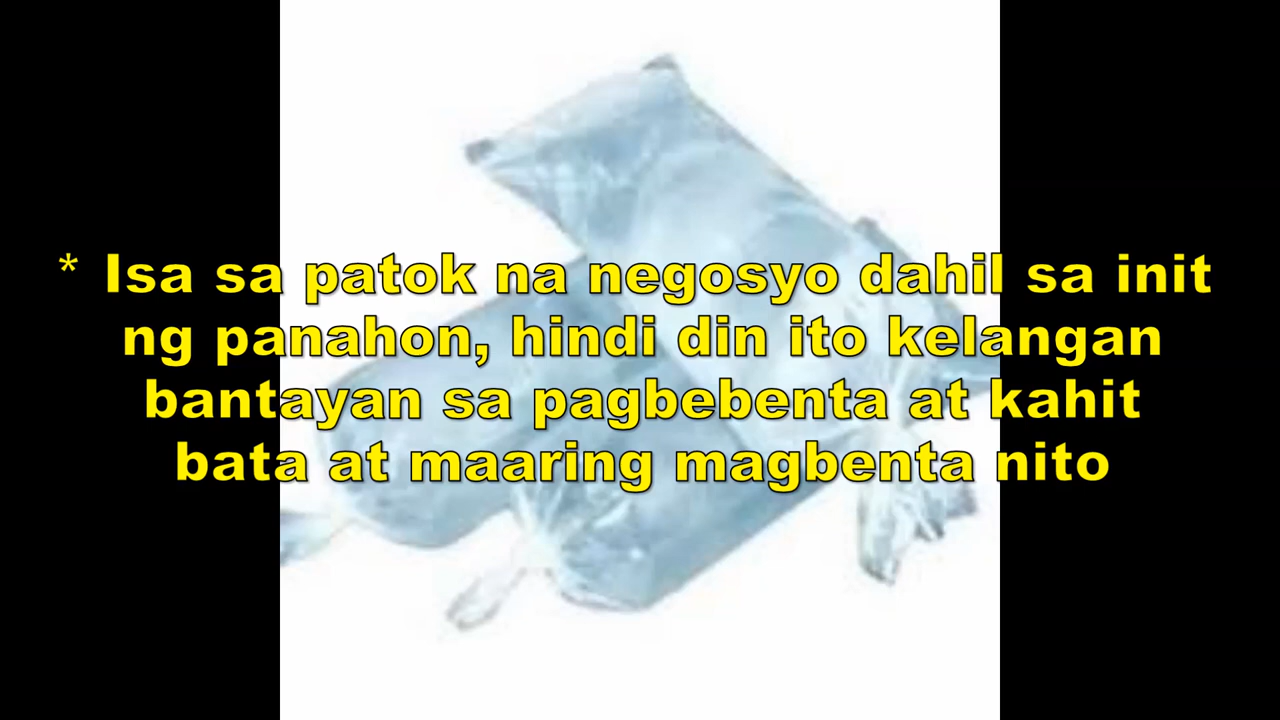 * Isa sa patok na negosyo dahil sa init
ng panahon, hindi din ito kelangan
bantayan sa pagbebenta at kahit
bata at maaring magbenta nito